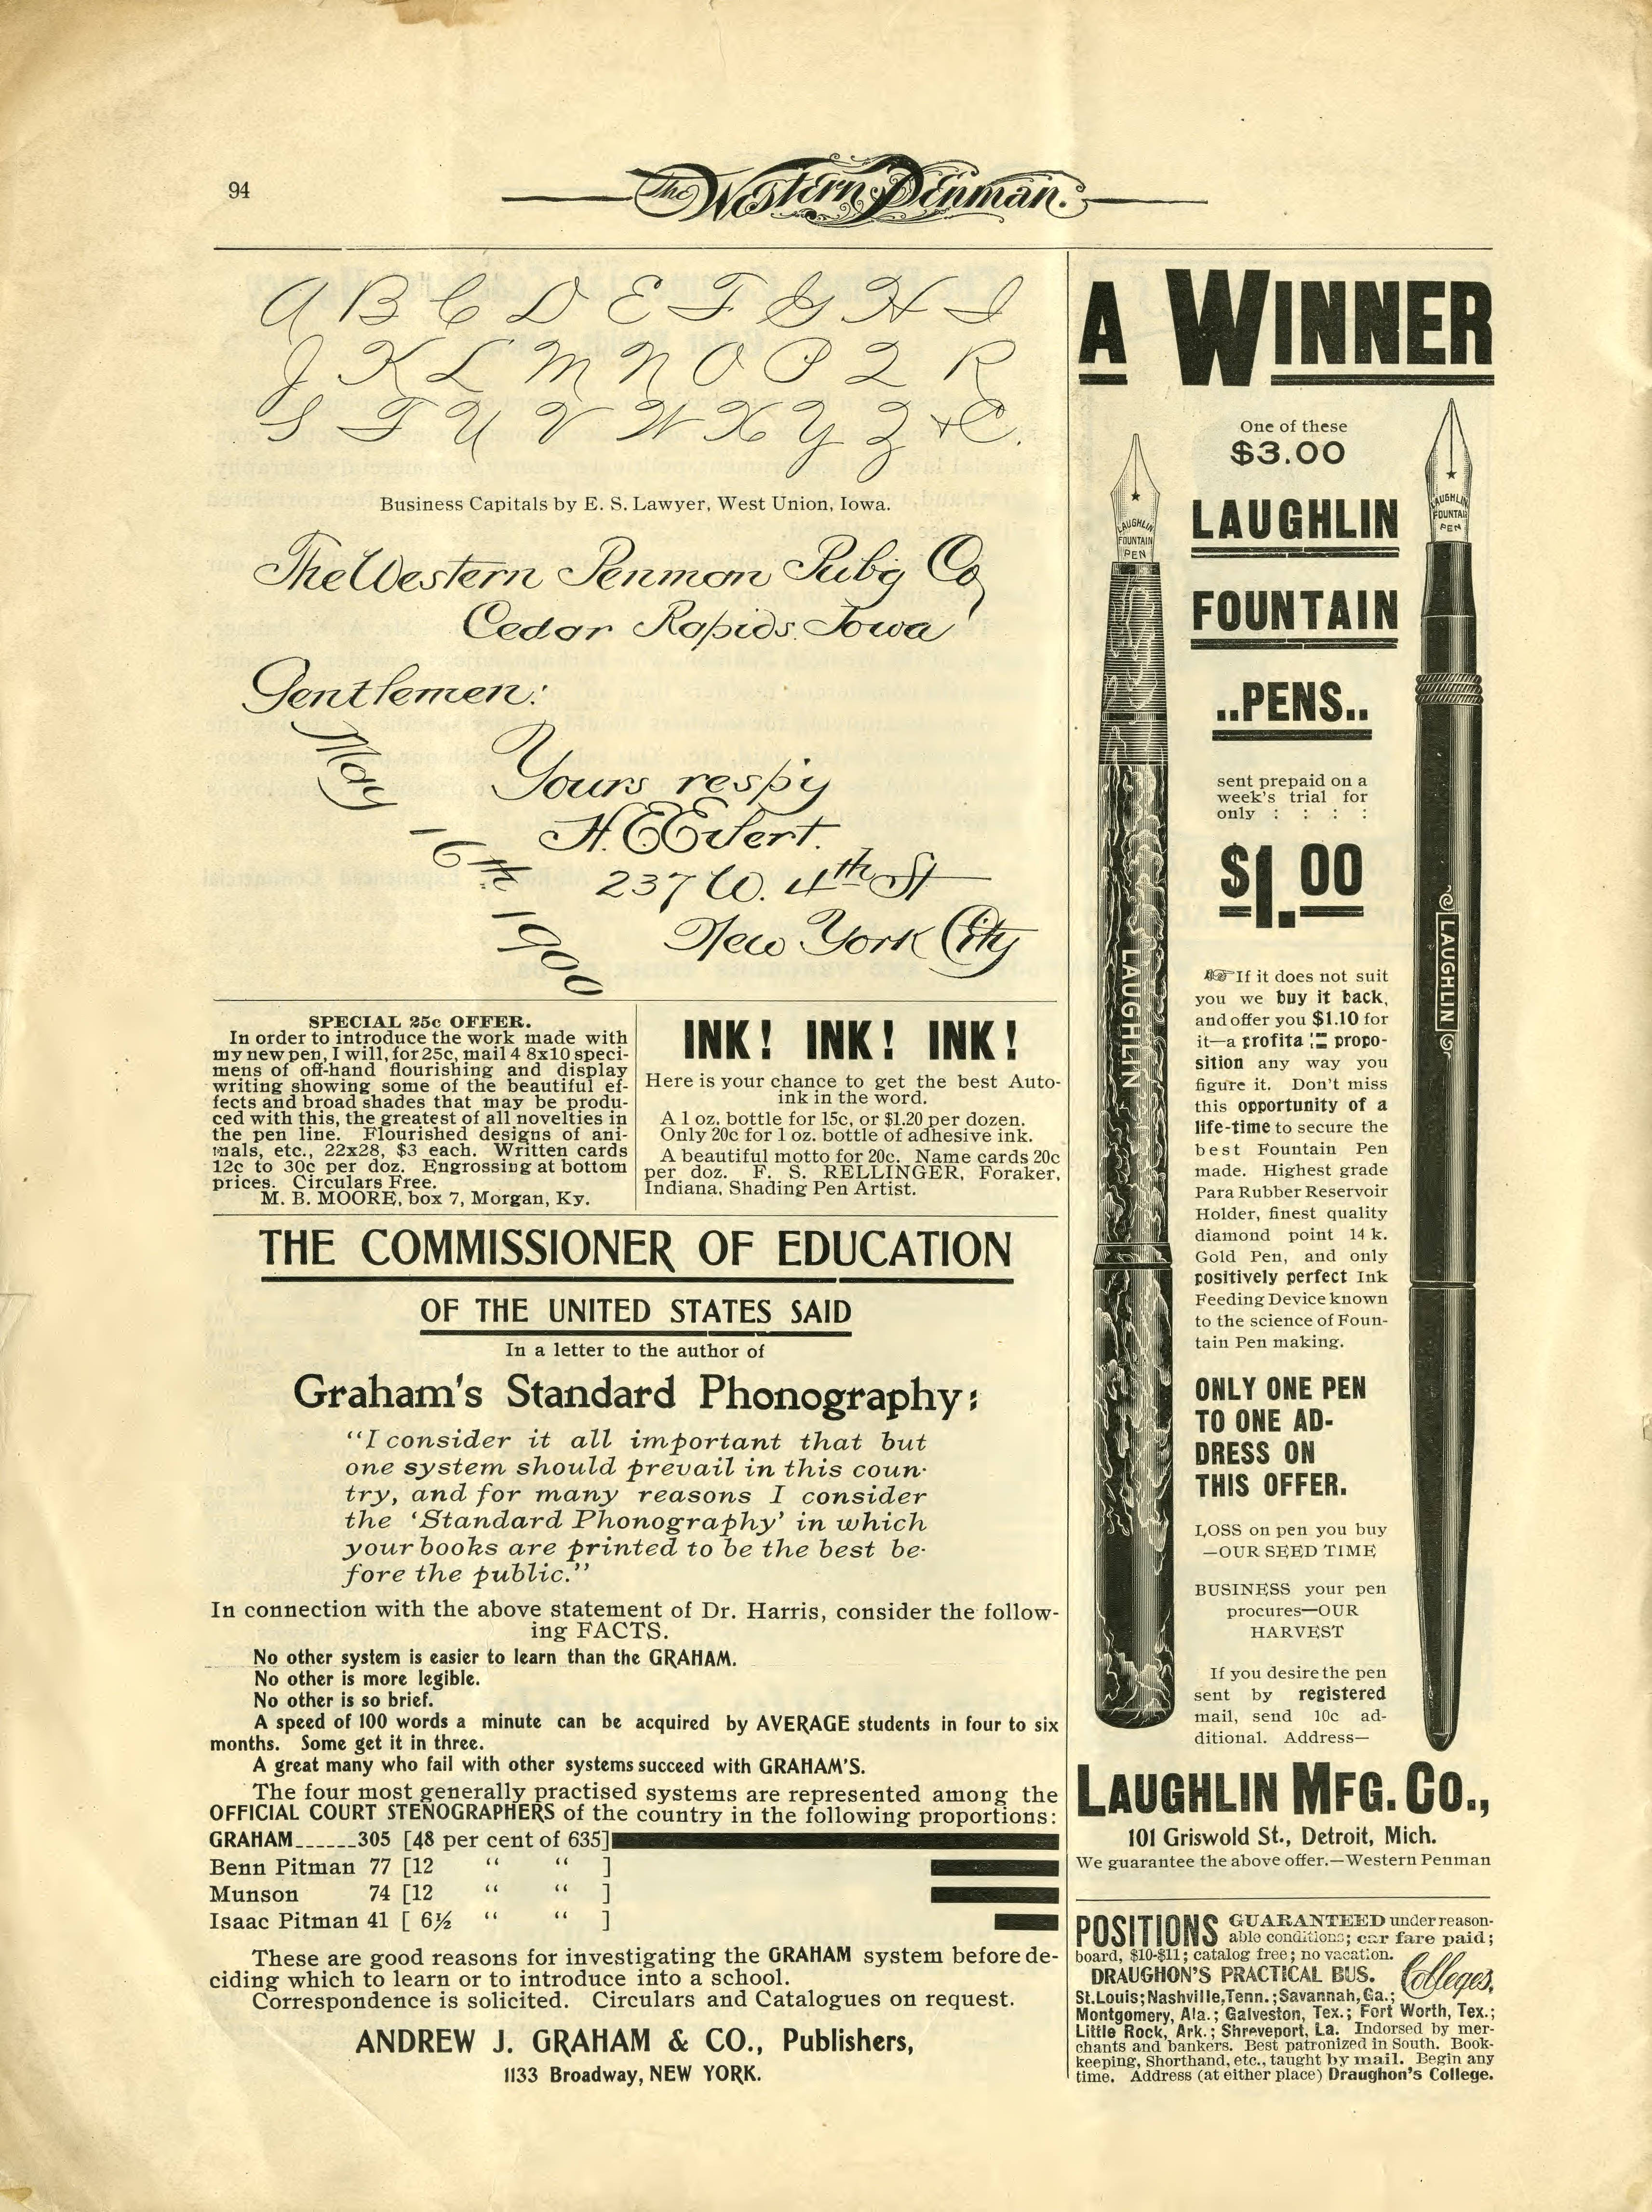 94
The Western Penman.
A B C D E F G H I
J K L M N O P Q R
S T U V W X Y Z & C.
Business Capitals by E. S. Lawyer, West Union, Iowa.
The Western Penman Pubg Co
Cedar Rapids. Iowa
Gentlemen:
May 16th 1900
Yours respy
H. E. Eilert.
237 W. 4th St
New York City
SPECIAL 25c OFFER.
In order to introduce the work made with
my new pen, I will, for 25c, mail 4 8x10 speci-
mens of off-hand flourishing and display
writing showing some of the beautiful ef-
fects and broad shades that may be produ-
ced with this, the greatest of all novelties in
the pen line. Flourished designs of ani-
mals, etc., 22x28, $3 each. Written cards
12c to 30c per doz. Engrossing at bottom
prices. Circulars Free.
M. B. MOORE, box 7, Morgan, Ky.
INK! INK! INK!
Here is your chance to get the best Auto-
ink in the word.
A 1 oz. bottle for 15c, or $1.20 per dozen.
Only 20c for 1 oz. bottle of adhesive ink.
A beautiful motto for 20c. Name cards 20c
per doz. F. S. RELLINGER, Foraker,
Indiana, Shading Pen Artist.
THE COMMISSIONER OF EDUCATION
OF THE UNITED STATES SAID
In a letter to the author of
Graham's Standard Phonography:
“I consider it all important that but
one system should prevail in this coun-
try, and for many reasons I consider
the ‘Standard Phonography’ in which
your books are printed to be the best be-
fore the public.”
In connection with the above statement of Dr. Harris, consider the follow-
ing FACTS.
No other system is easier to learn than the GRAHAM.
No other is more legible.
No other is so brief.
A speed of 100 words a minute can be acquired by AVERAGE students in four to six
months. Some get it in three.
A great many who fail with other systems succeed with GRAHAM'S.
The four most generally practised systems are represented among the
OFFICIAL COURT STENOGRAPHERS of the country in the following proportions:
GRAHAM______305 [48 per cent of 635]
Benn Pitman 77 [12 “ “ ]
Munson 74 [12 “ “ ]
Isaac Pitman 41 [ 6½ “ “ ]
These are good reasons for investigating the GRAHAM system before de-
ciding which to learn or to introduce into a school.
Correspondence is solicited. Circulars and Catalogues on request.
ANDREW J. GRAHAM & CO., Publishers,
1133 Broadway, NEW YORK.
A WINNER
One of these
$3.00
LAUGHLIN
FOUNTAIN
..PENS..
sent prepaid on a
week's trial for
only : : : :
$1.00
☞ If it does not suit
you we buy it back,
and offer you $1.10 for
it—a profita propo-
sition any way you
figure it. Don't miss
this opportunity of a
life-time to secure the
best Fountain Pen
made. Highest grade
Para Rubber Reservoir
Holder, finest quality
diamond point 14 k.
Gold Pen, and only
positively perfect Ink
Feeding Device known
to the science of Foun-
tain Pen making.
ONLY ONE PEN
TO ONE AD-
DRESS ON
THIS OFFER.
LOSS on pen you buy
—OUR SEED TIME
BUSINESS your pen
procures—OUR
HARVEST
If you desire the pen
sent by registered
mail, send 10c ad-
ditional. Address—
LAUGHLIN
FOUNTAIN
PEN
LAUGHLIN
LAUGHLIN
FOUNTAIN
PEN
LAUGHLIN
LAUGHLIN MFG. CO.,
101 Griswold St., Detroit, Mich.
We guarantee the above offer.—Western Penman
POSITIONS GUARANTEED under reason-
able conditions; car fare paid;
board, $10-$11; catalog free; no vacation.
DRAUGHON'S PRACTICAL BUS. Colleges,
St. Louis; Nashville, Tenn.; Savannah, Ga.;
Montgomery, Ala.; Galveston, Tex.; Fort Worth, Tex.;
Little Rock, Ark.; Shreveport, La. Indorsed by mer-
chants and bankers. Best patronized in South. Book-
keeping, Shorthand, etc., taught by mail. Begin any
time. Address (at either place) Draughon's College.